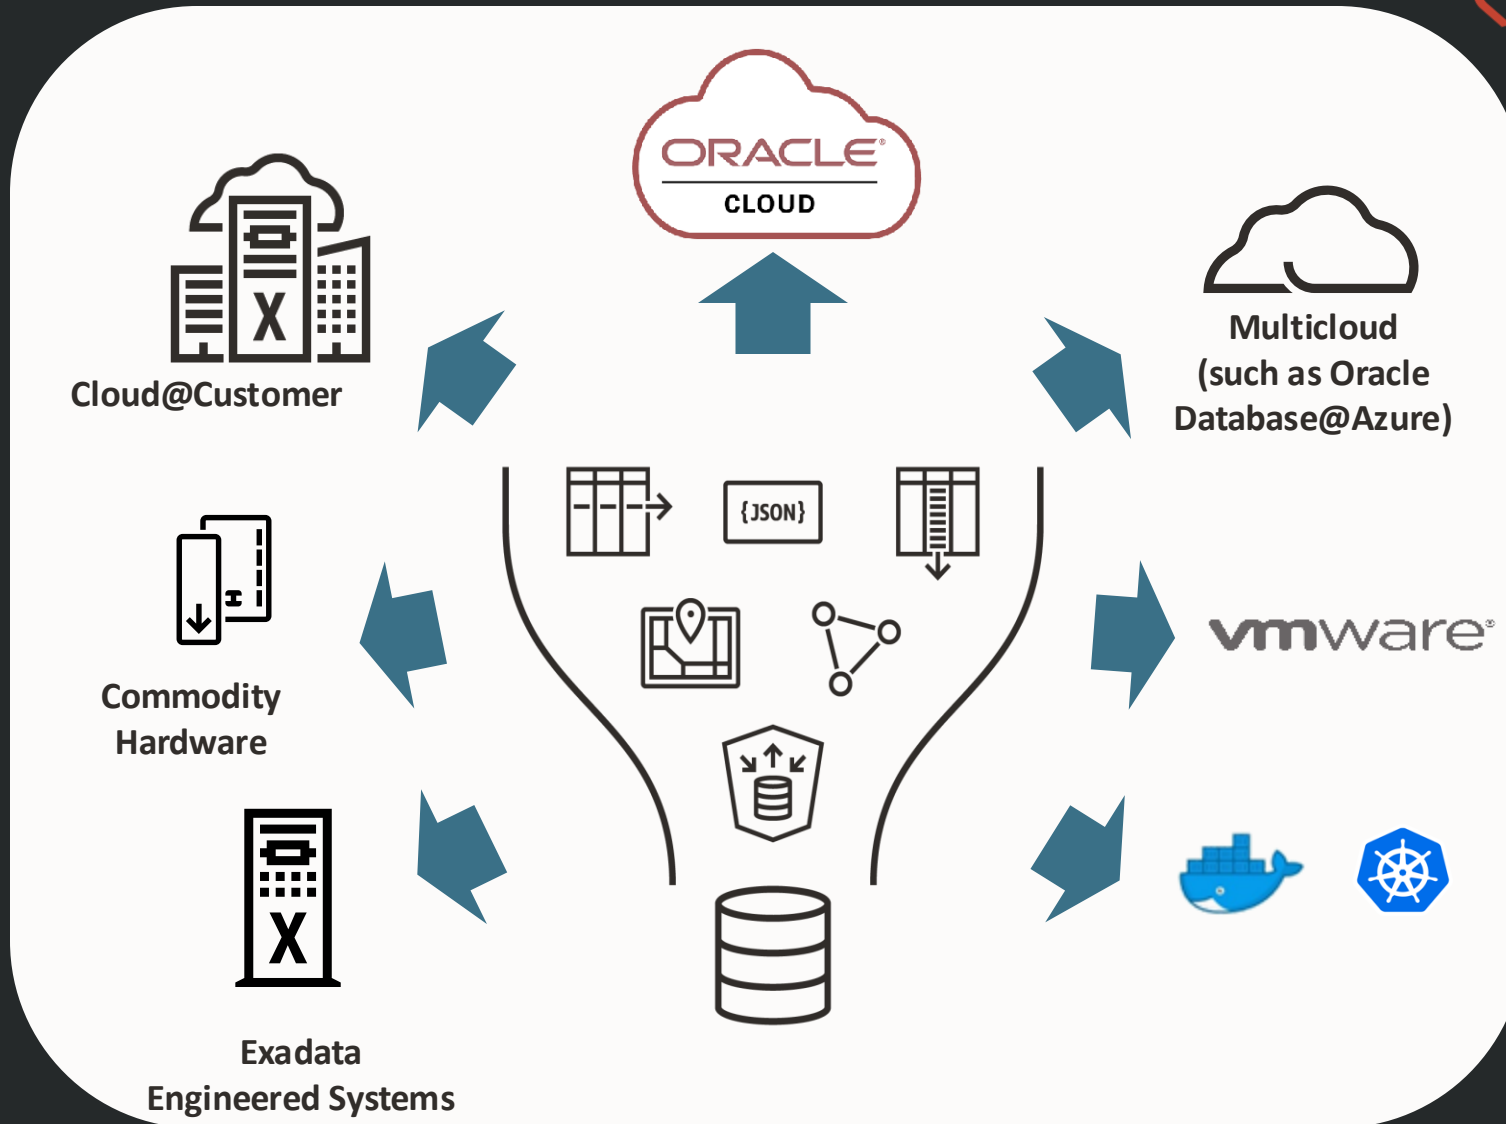 ORACLE®
CLOUD
X
Cloud@Customer
Multicloud
(such as Oracle
Database@Azure)
{JSON}
Commodity
Hardware
vmware®
X
Exadata
Engineered Systems